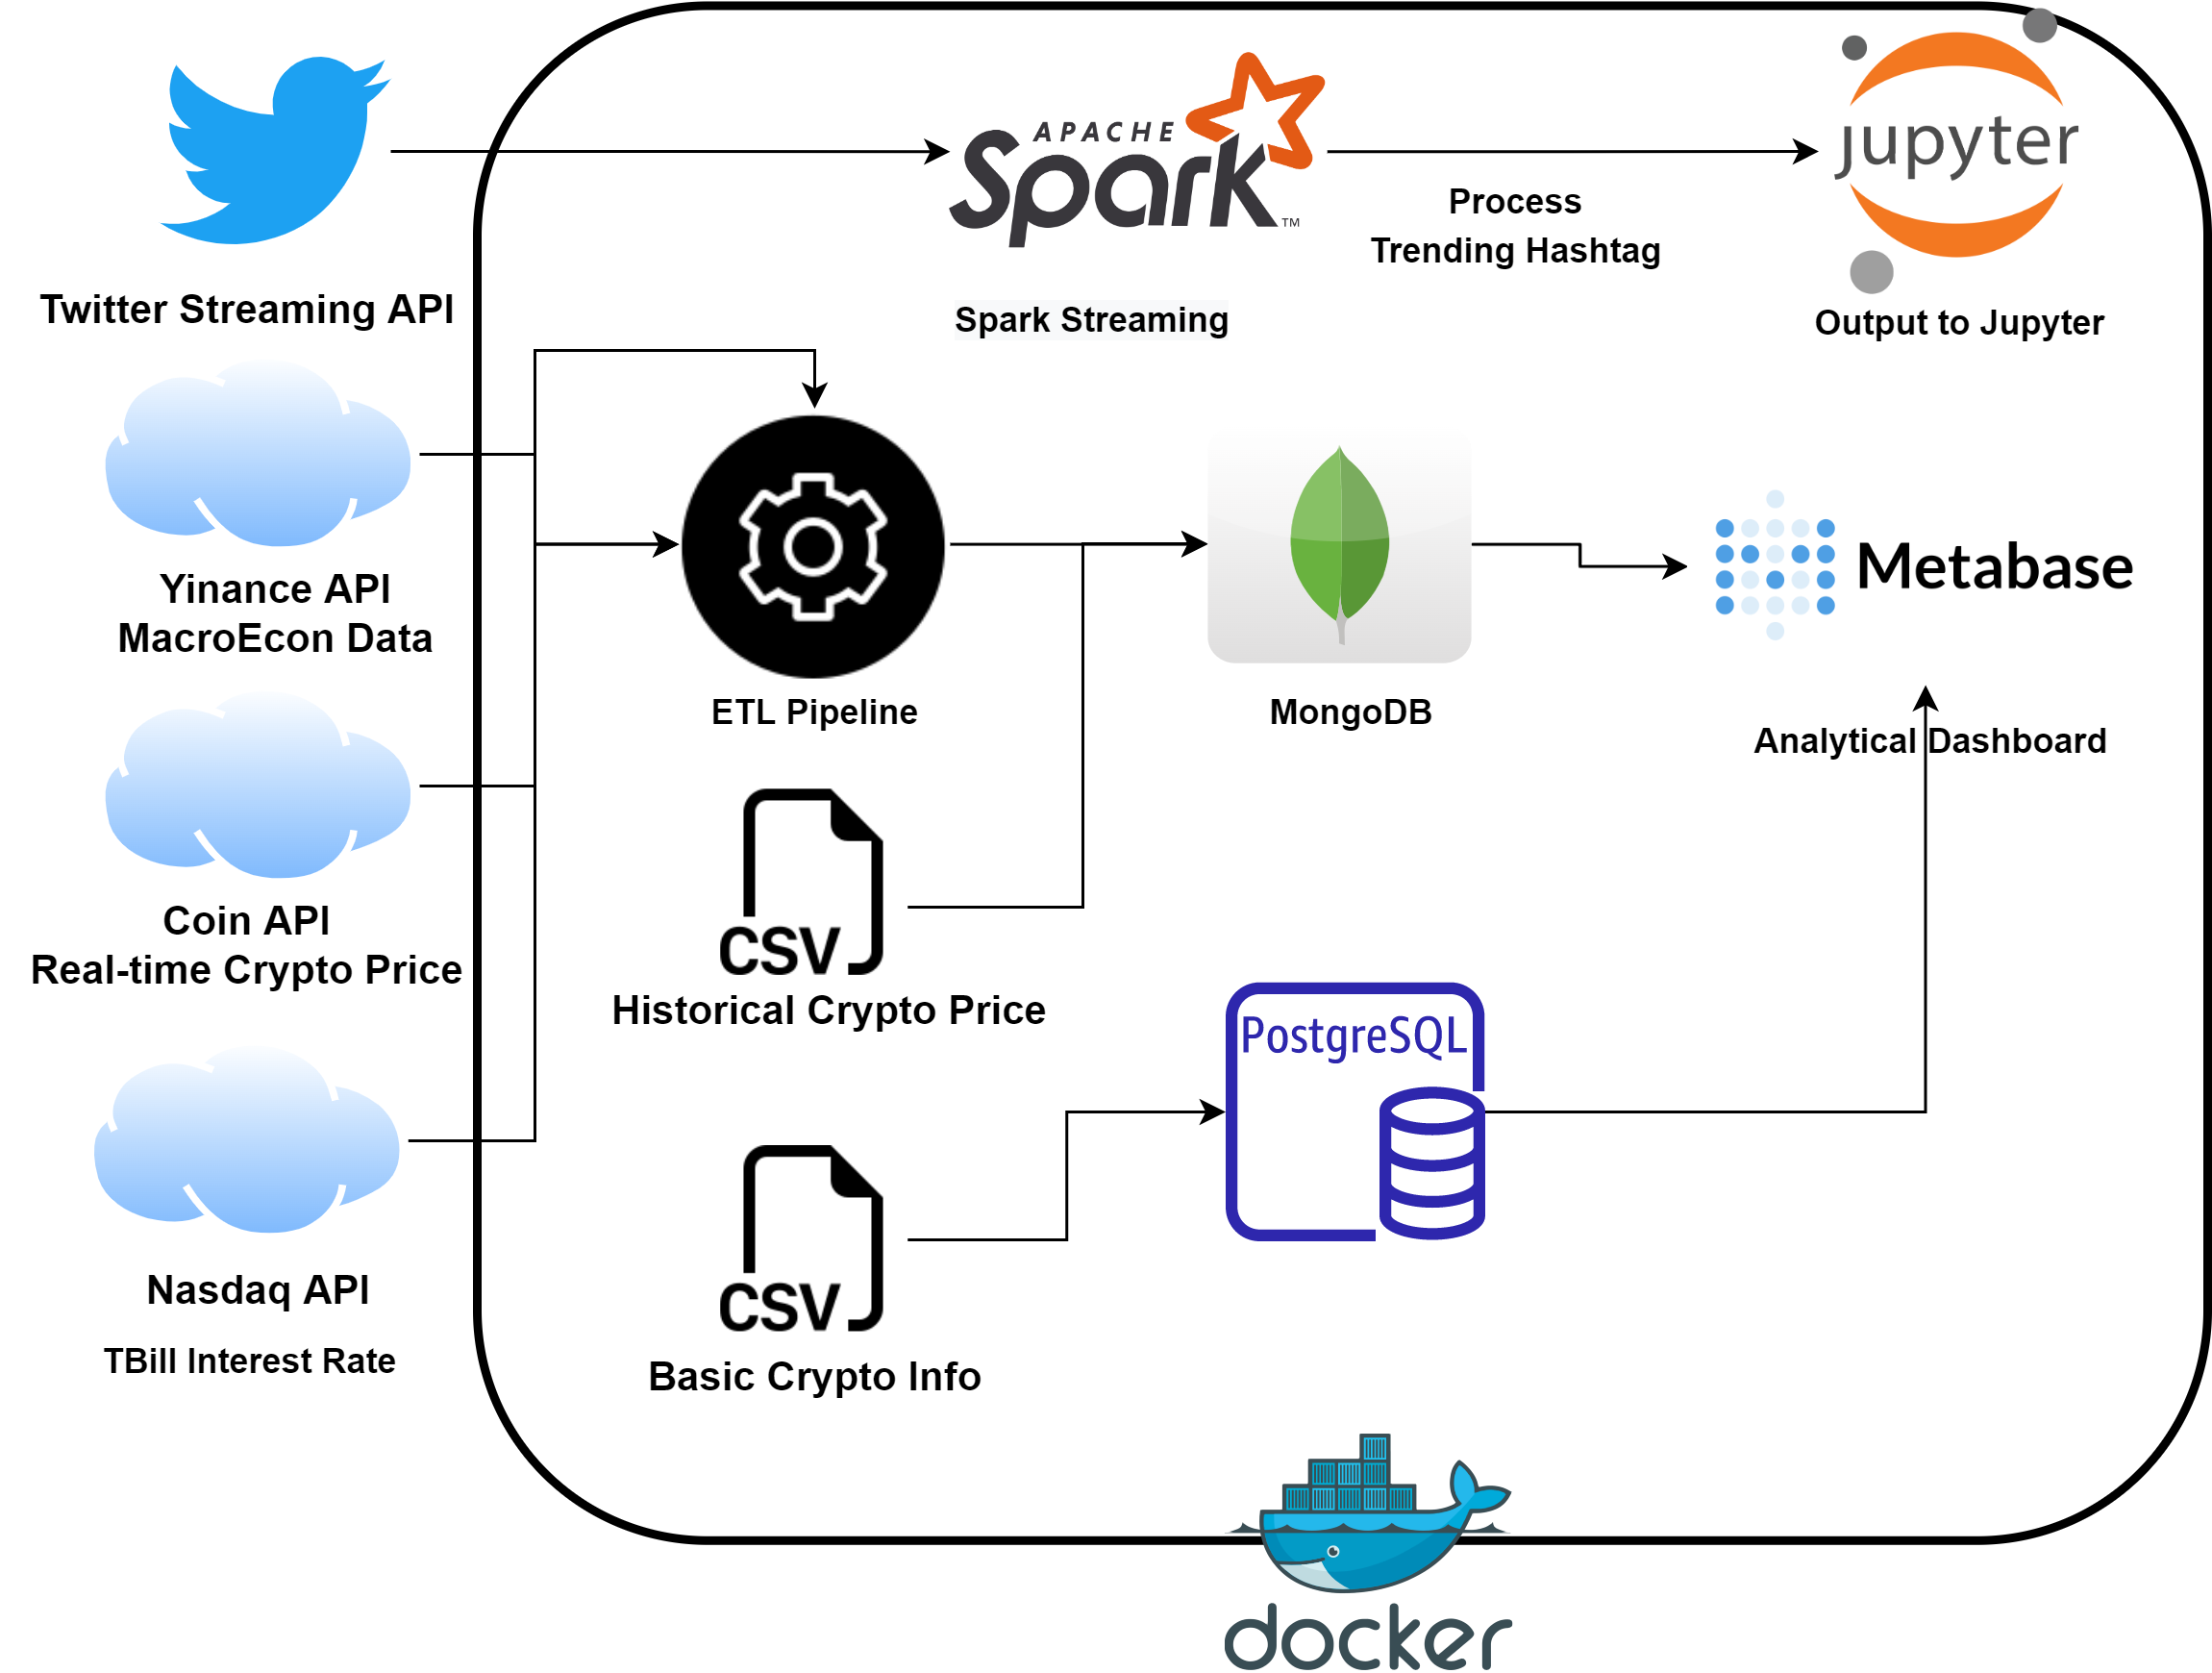 APACHE
Spark™
jupyter
Process
Trending Hashtag
Twitter Streaming API
Spark Streaming
Output to Jupyter
Yinance API
MacroEcon Data
Metabase
ETL Pipeline
MongoDB
Analytical Dashboard
Coin API
Real-time Crypto Price
CSV
Historical Crypto Price
PostgreSQL
Nasdaq API
TBill Interest Rate
CSV
Basic Crypto Info
docker